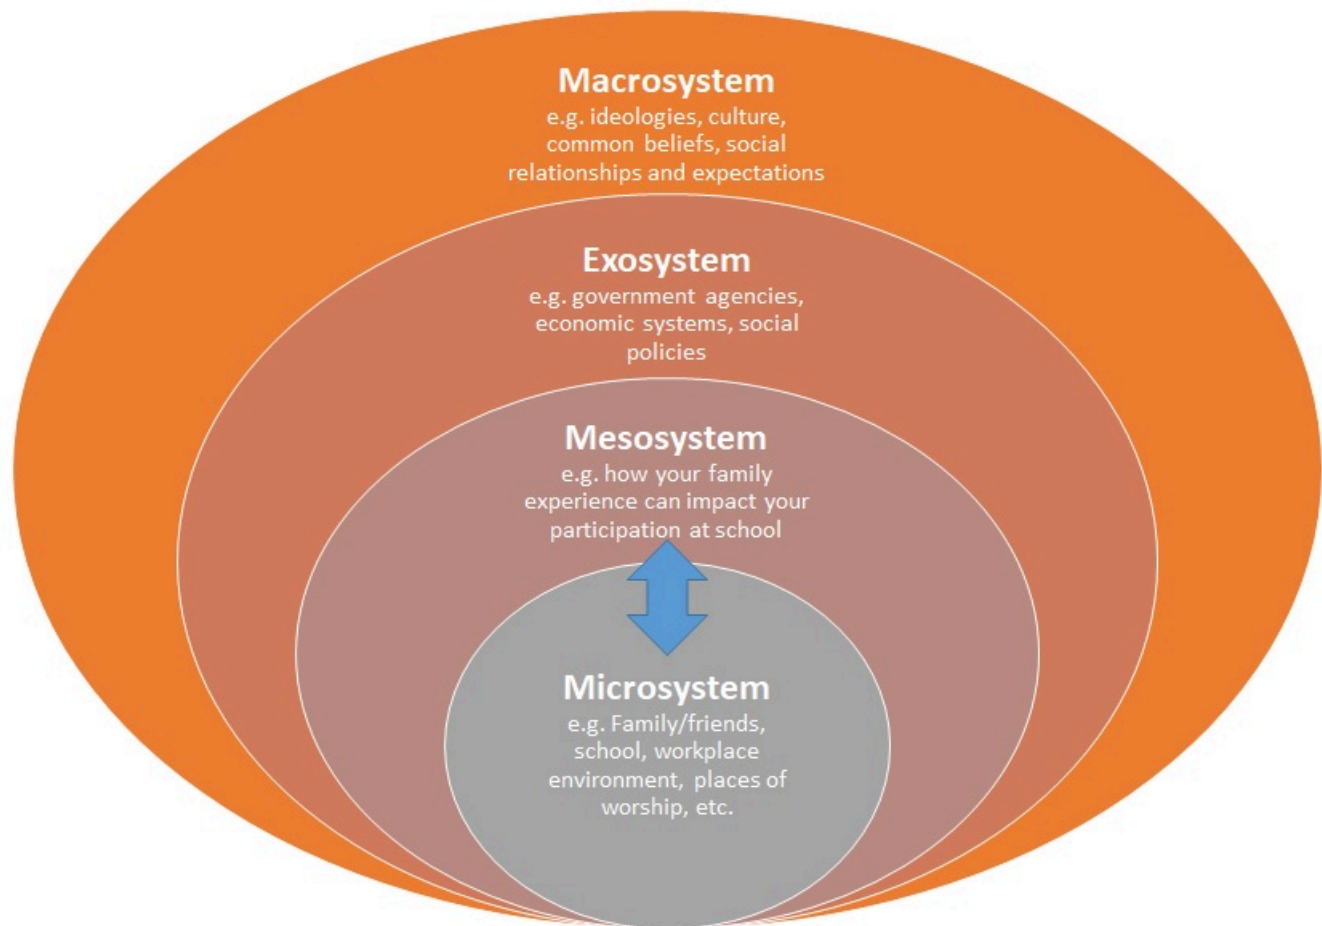 Macrosystem
e.g. ideologies, culture,
common beliefs, social
relationships and expectations
Exosystem
e.g. government agencies,
economic systems, social
policies
Mesosystem
e.g. how your family
experience can impact your
participation at school
Microsystem
e.g. Family/friends,
school, workplace
environment, places of
worship, etc.